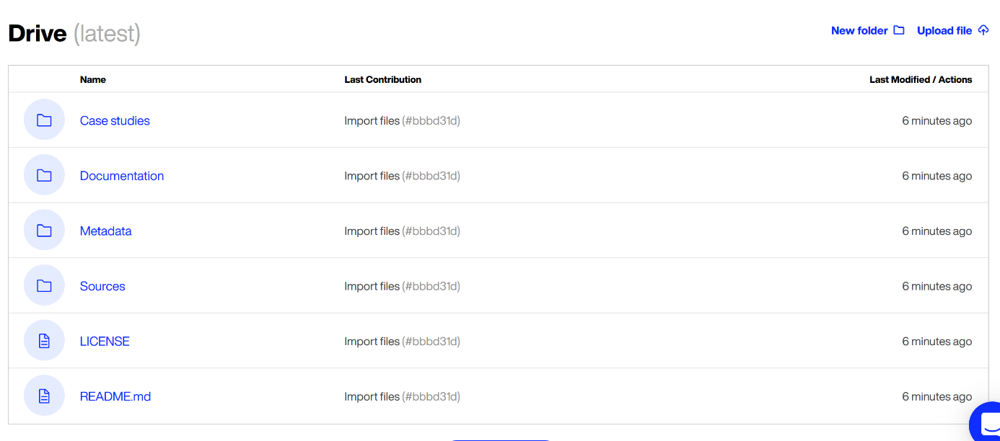 Drive (latest)
New folder Upload file
Name Last Contribution Last Modified / Actions
Case studies Import files (#bbbd31d) 6 minutes ago
Documentation Import files (#bbbd31d) 6 minutes ago
Metadata Import files (#bbbd31d) 6 minutes ago
Sources Import files (#bbbd31d) 6 minutes ago
LICENSE Import files (#bbbd31d) 6 minutes ago
README.md Import files (#bbbd31d) 6 minutes ago